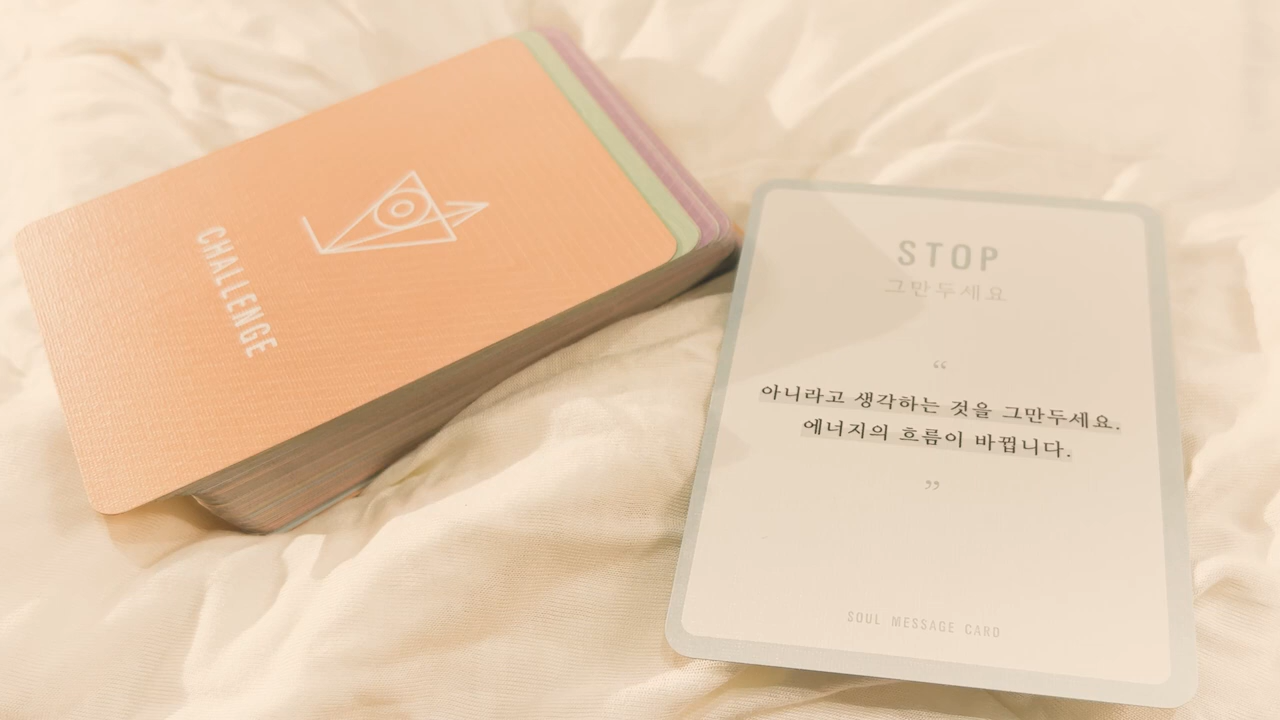 CHALLENGE
STOP
그만두세요
“
아니라고 생각하는 것을 그만두세요.
에너지의 흐름이 바뀝니다.
”
SOUL MESSAGE CARD